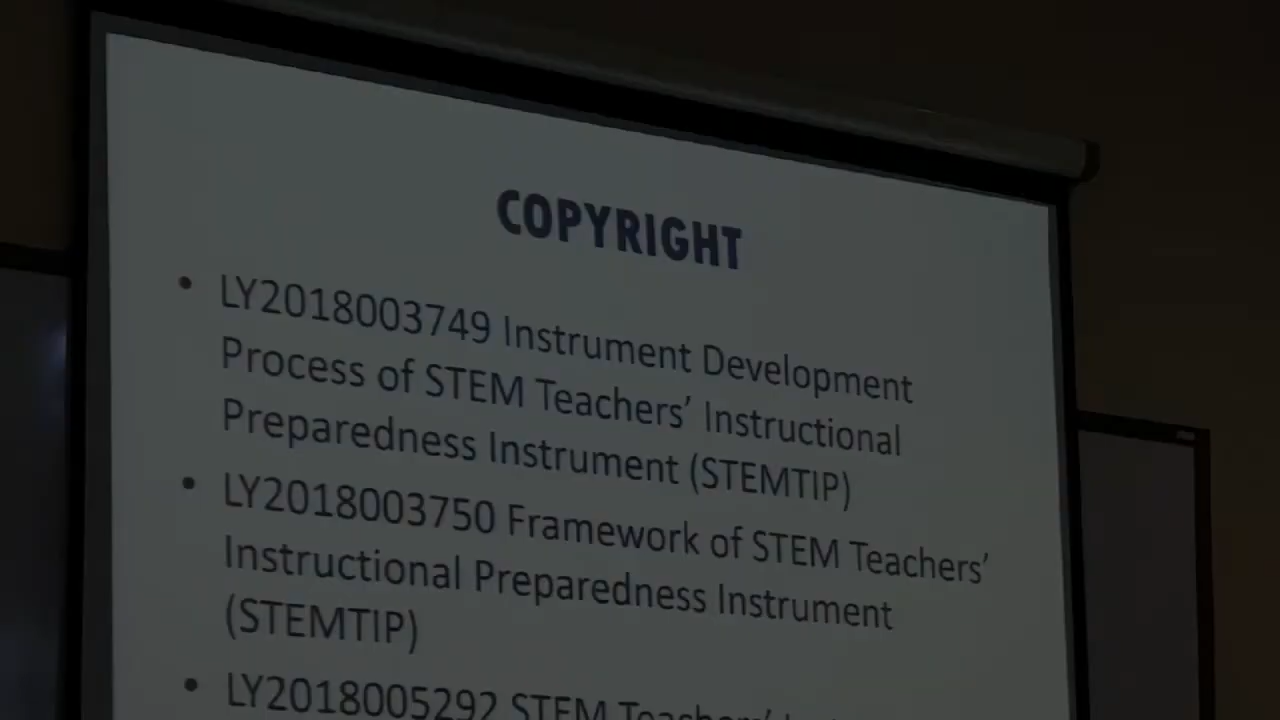 COPYRIGHT
• LY2018003749 Instrument Development
Process of STEM Teachers’ Instructional
Preparedness Instrument (STEMTIP)
• LY2018003750 Framework of STEM Teachers’
Instructional Preparedness Instrument
(STEMTIP)
• LY2018005292 STEM Teachers’